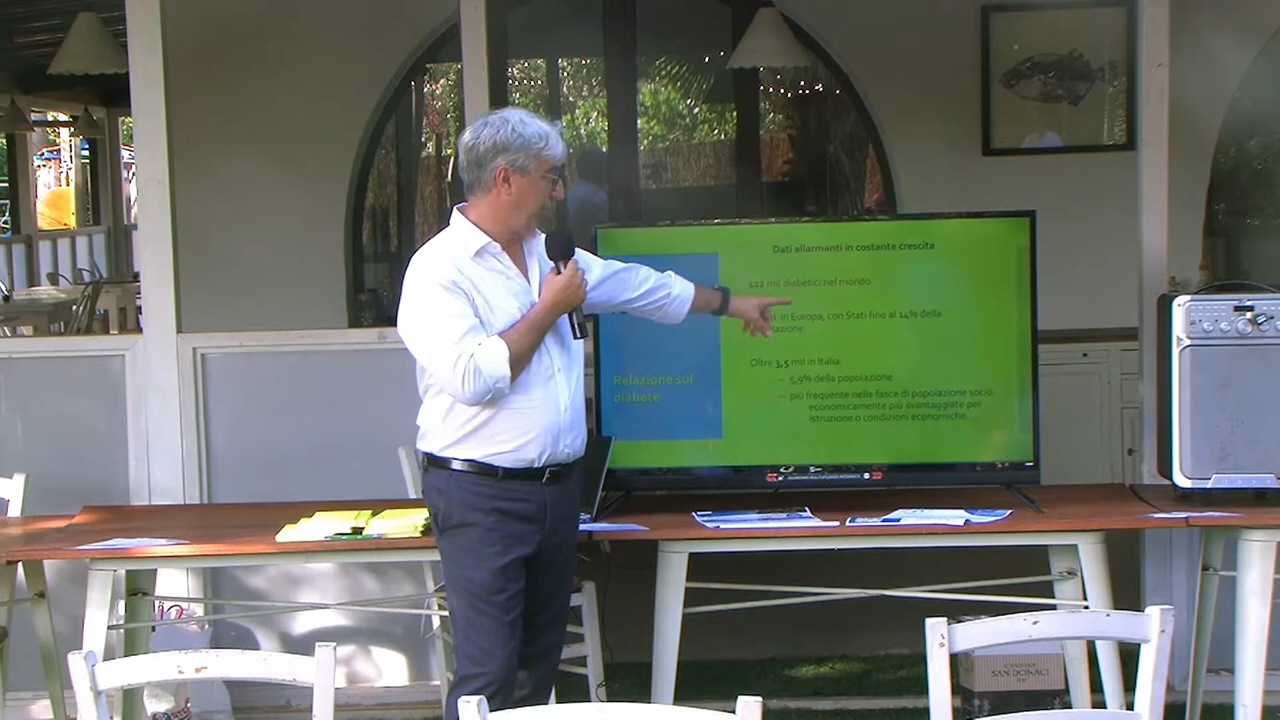 Dati allarmanti in costante crescita
422 mil diabetici nel mondo
in Europa, con Stati fino al 14% della
lazione.
Oltre 3,5 mil in Italia:
– 5,9% della popolazione
– più frequente nelle fasce di popolazione socio
economicamente più svantaggiate per
istruzione o condizioni economiche.
Relazione sul
diabete
CANTINA
SAN DONACI